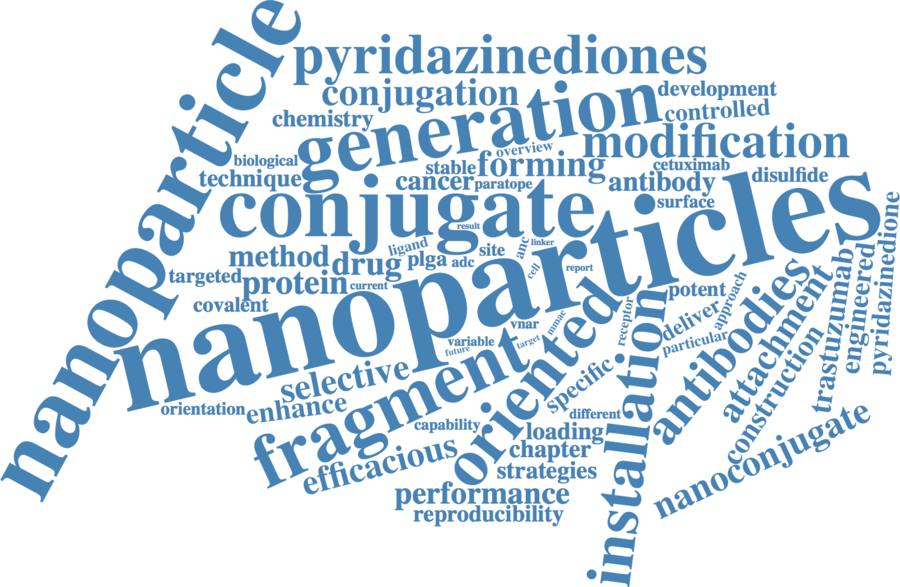 nanoparticle
pyridazinediones
conjugation
development
chemistry
generation
controlled
overview
modification
biological
stable
forming
cetuximab
technique
cancer
paratope
antibody
disulfide
conjugate
surface
result
nanoparticles
method
drug
ligand
plga
adc
site
anc
linker
cell
report
targeted
protein
current
covalent
potent
approach
deliver
particular
receptor
mmae
vnar
target
variable
future
oriented
installation
antibodies
attachment
construction
trastuzumab
engineered
pyridazinedione
selective
specific
orientation
enhance
fragment
capability
different
loading
efficacious
chapter
strategies
performance
reproducibility
nanoconjugate